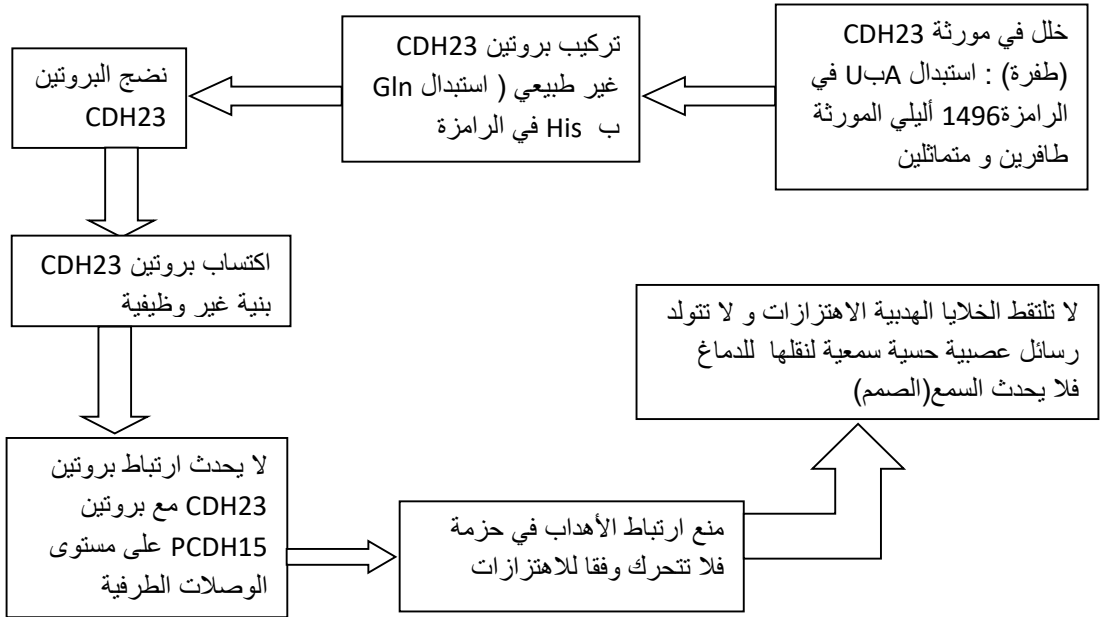 خلل في مورثة CDH23
(طفرة) : استبدال AبـU في
الرامزة1496 أليلي المورثة
طافرين و متماثلين
تركيب بروتين CDH23
غير طبيعي ( استبدال Gln
ب His في الرامزة
نضج البروتين
CDH23
اكتساب بروتين CDH23
بنية غير وظيفية
لا يحدث ارتباط بروتين
CDH23 مع بروتين
PCDH15 على مستوى
الوصلات الطرفية
منع ارتباط الأهداب في حزمة
فلا تتحرك وفقا للاهتزازات
لا تلتقط الخلايا الهدبية الاهتزازات و لا تتولد
رسائل عصبية حسية سمعية لنقلها للدماغ
فلا يحدث السمع(الصمم)